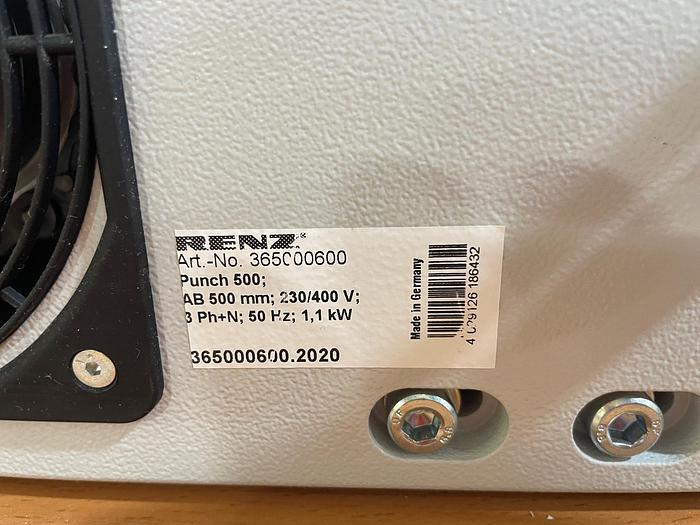 RENZ®
Art.-No. 365000600
Punch 500;
AB 500 mm; 230/400 V;
3 Ph+N; 50 Hz; 1,1 kW
365000600.2020
Made in Germany
4 029126 186432